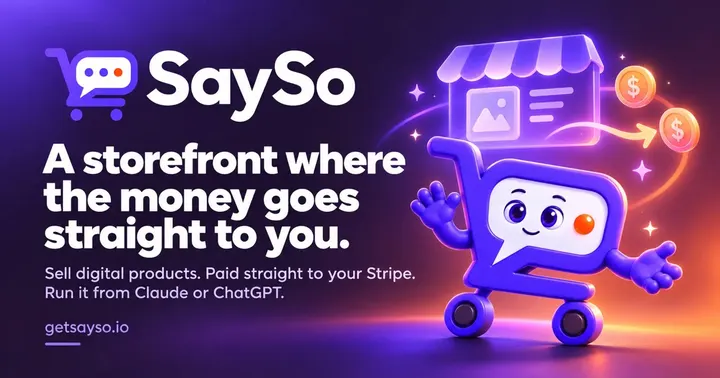 SaySo
A storefront where
the money goes
straight to you.
Sell digital products. Paid straight to your Stripe.
Run it from Claude or ChatGPT.
getsayso.io
$
$